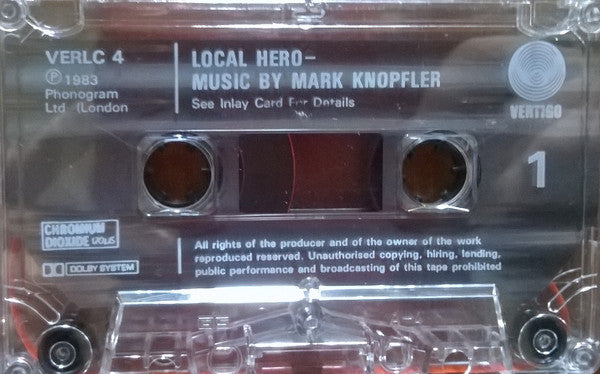 VERLC 4
℗ 1983
Phonogram
Ltd (London
LOCAL HERO–
MUSIC BY MARK KNOPFLER
See Inlay Card For Details
VERTIGO
1
CHROMIUM
DIOXIDE 120µS
DOLBY SYSTEM
All rights of the producer and of the owner of the work
reproduced reserved. Unauthorised copying, hiring, lending,
public performance and broadcasting of this tape prohibited